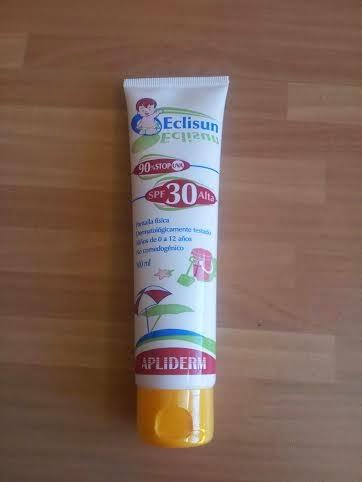 Eclisun
Eclisun
90% STOP UVA
SPF 30 Alta
Pantalla física
Dermatológicamente testado
Niños de 0 a 12 años
No comedogénico
100 ml
APLIDERM